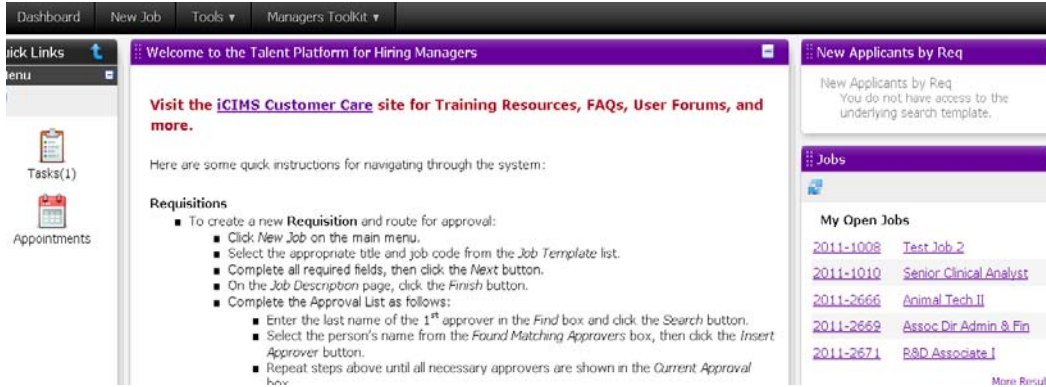 Dashboard New Job Tools ▾ Managers ToolKit ▾
uick Links
enu
Tasks(1)
Appointments
Welcome to the Talent Platform for Hiring Managers
Visit the iCIMS Customer Care site for Training Resources, FAQs, User Forums, and
more.
Here are some quick instructions for navigating through the system:
Requisitions
▪ To create a new Requisition and route for approval:
▪ Click New Job on the main menu.
▪ Select the appropriate title and job code from the Job Template list.
▪ Complete all required fields, then click the Next button.
▪ On the Job Description page, click the Finish button.
▪ Complete the Approval List as follows:
▪ Enter the last name of the 1st approver in the Find box and click the Search button.
▪ Select the person's name from the Found Matching Approvers box, then click the Insert
Approver button.
▪ Repeat steps above until all necessary approvers are shown in the Current Approval
box
New Applicants by Req
New Applicants by Req
You do not have access to the
underlying search template.
Jobs
My Open Jobs
2011-1008 Test Job 2
2011-1010 Senior Clinical Analyst
2011-2666 Animal Tech II
2011-2669 Assoc Dir Admin & Fin
2011-2671 R&D Associate I
More Resul